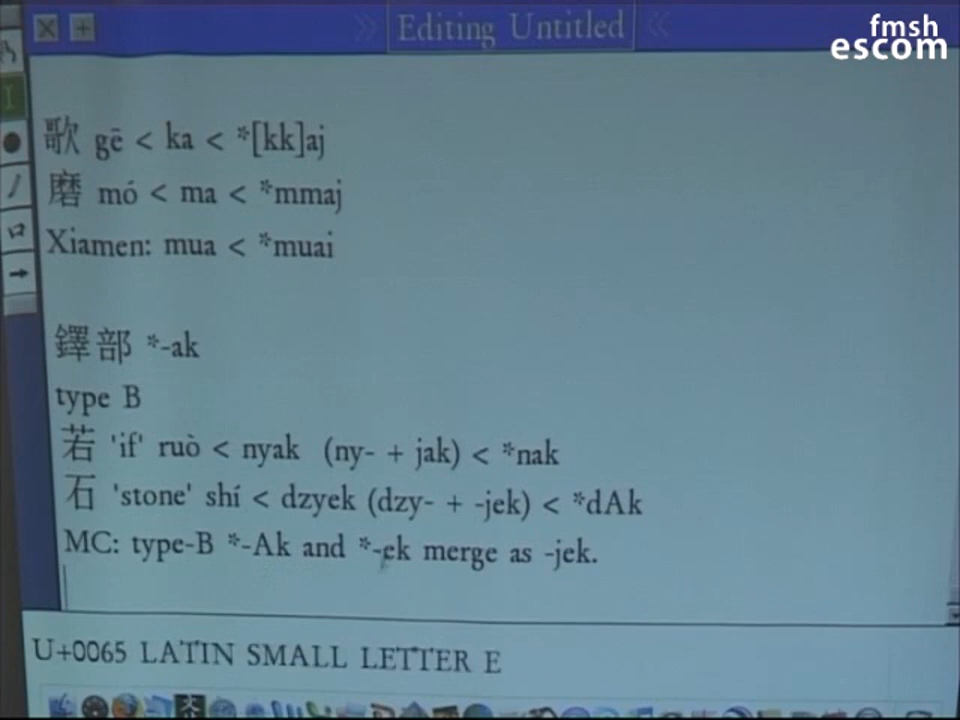 Editing Untitled
fmsh
escom
歌 gē < ka < *[kk]aj
磨 mó < ma < *mmaj
Xiamen: mua < *muai
鐸部 *-ak
type B
若 'if' ruò < nyak (ny- + jak) < *nak
石 'stone' shí < dzyek (dzy- + -jek) < *dAk
MC: type-B *-Ak and *-ek merge as -jek.
U+0065 LATIN SMALL LETTER E